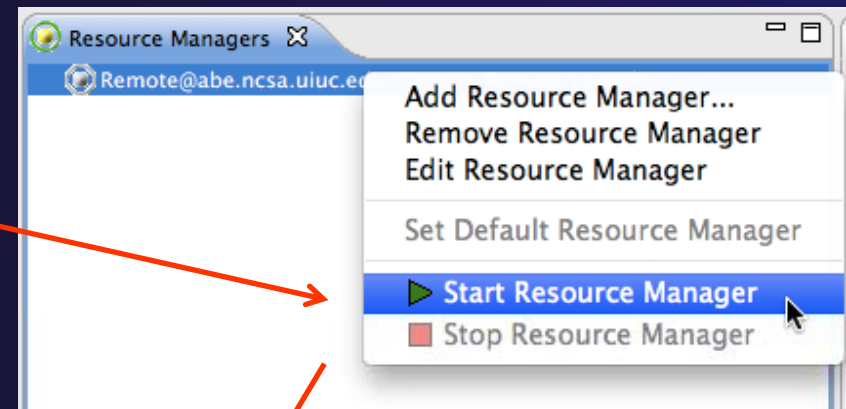 Resource Managers
Remote@abe.ncsa.uiuc.ed
Add Resource Manager...
Remove Resource Manager
Edit Resource Manager
Set Default Resource Manager
Start Resource Manager
Stop Resource Manager